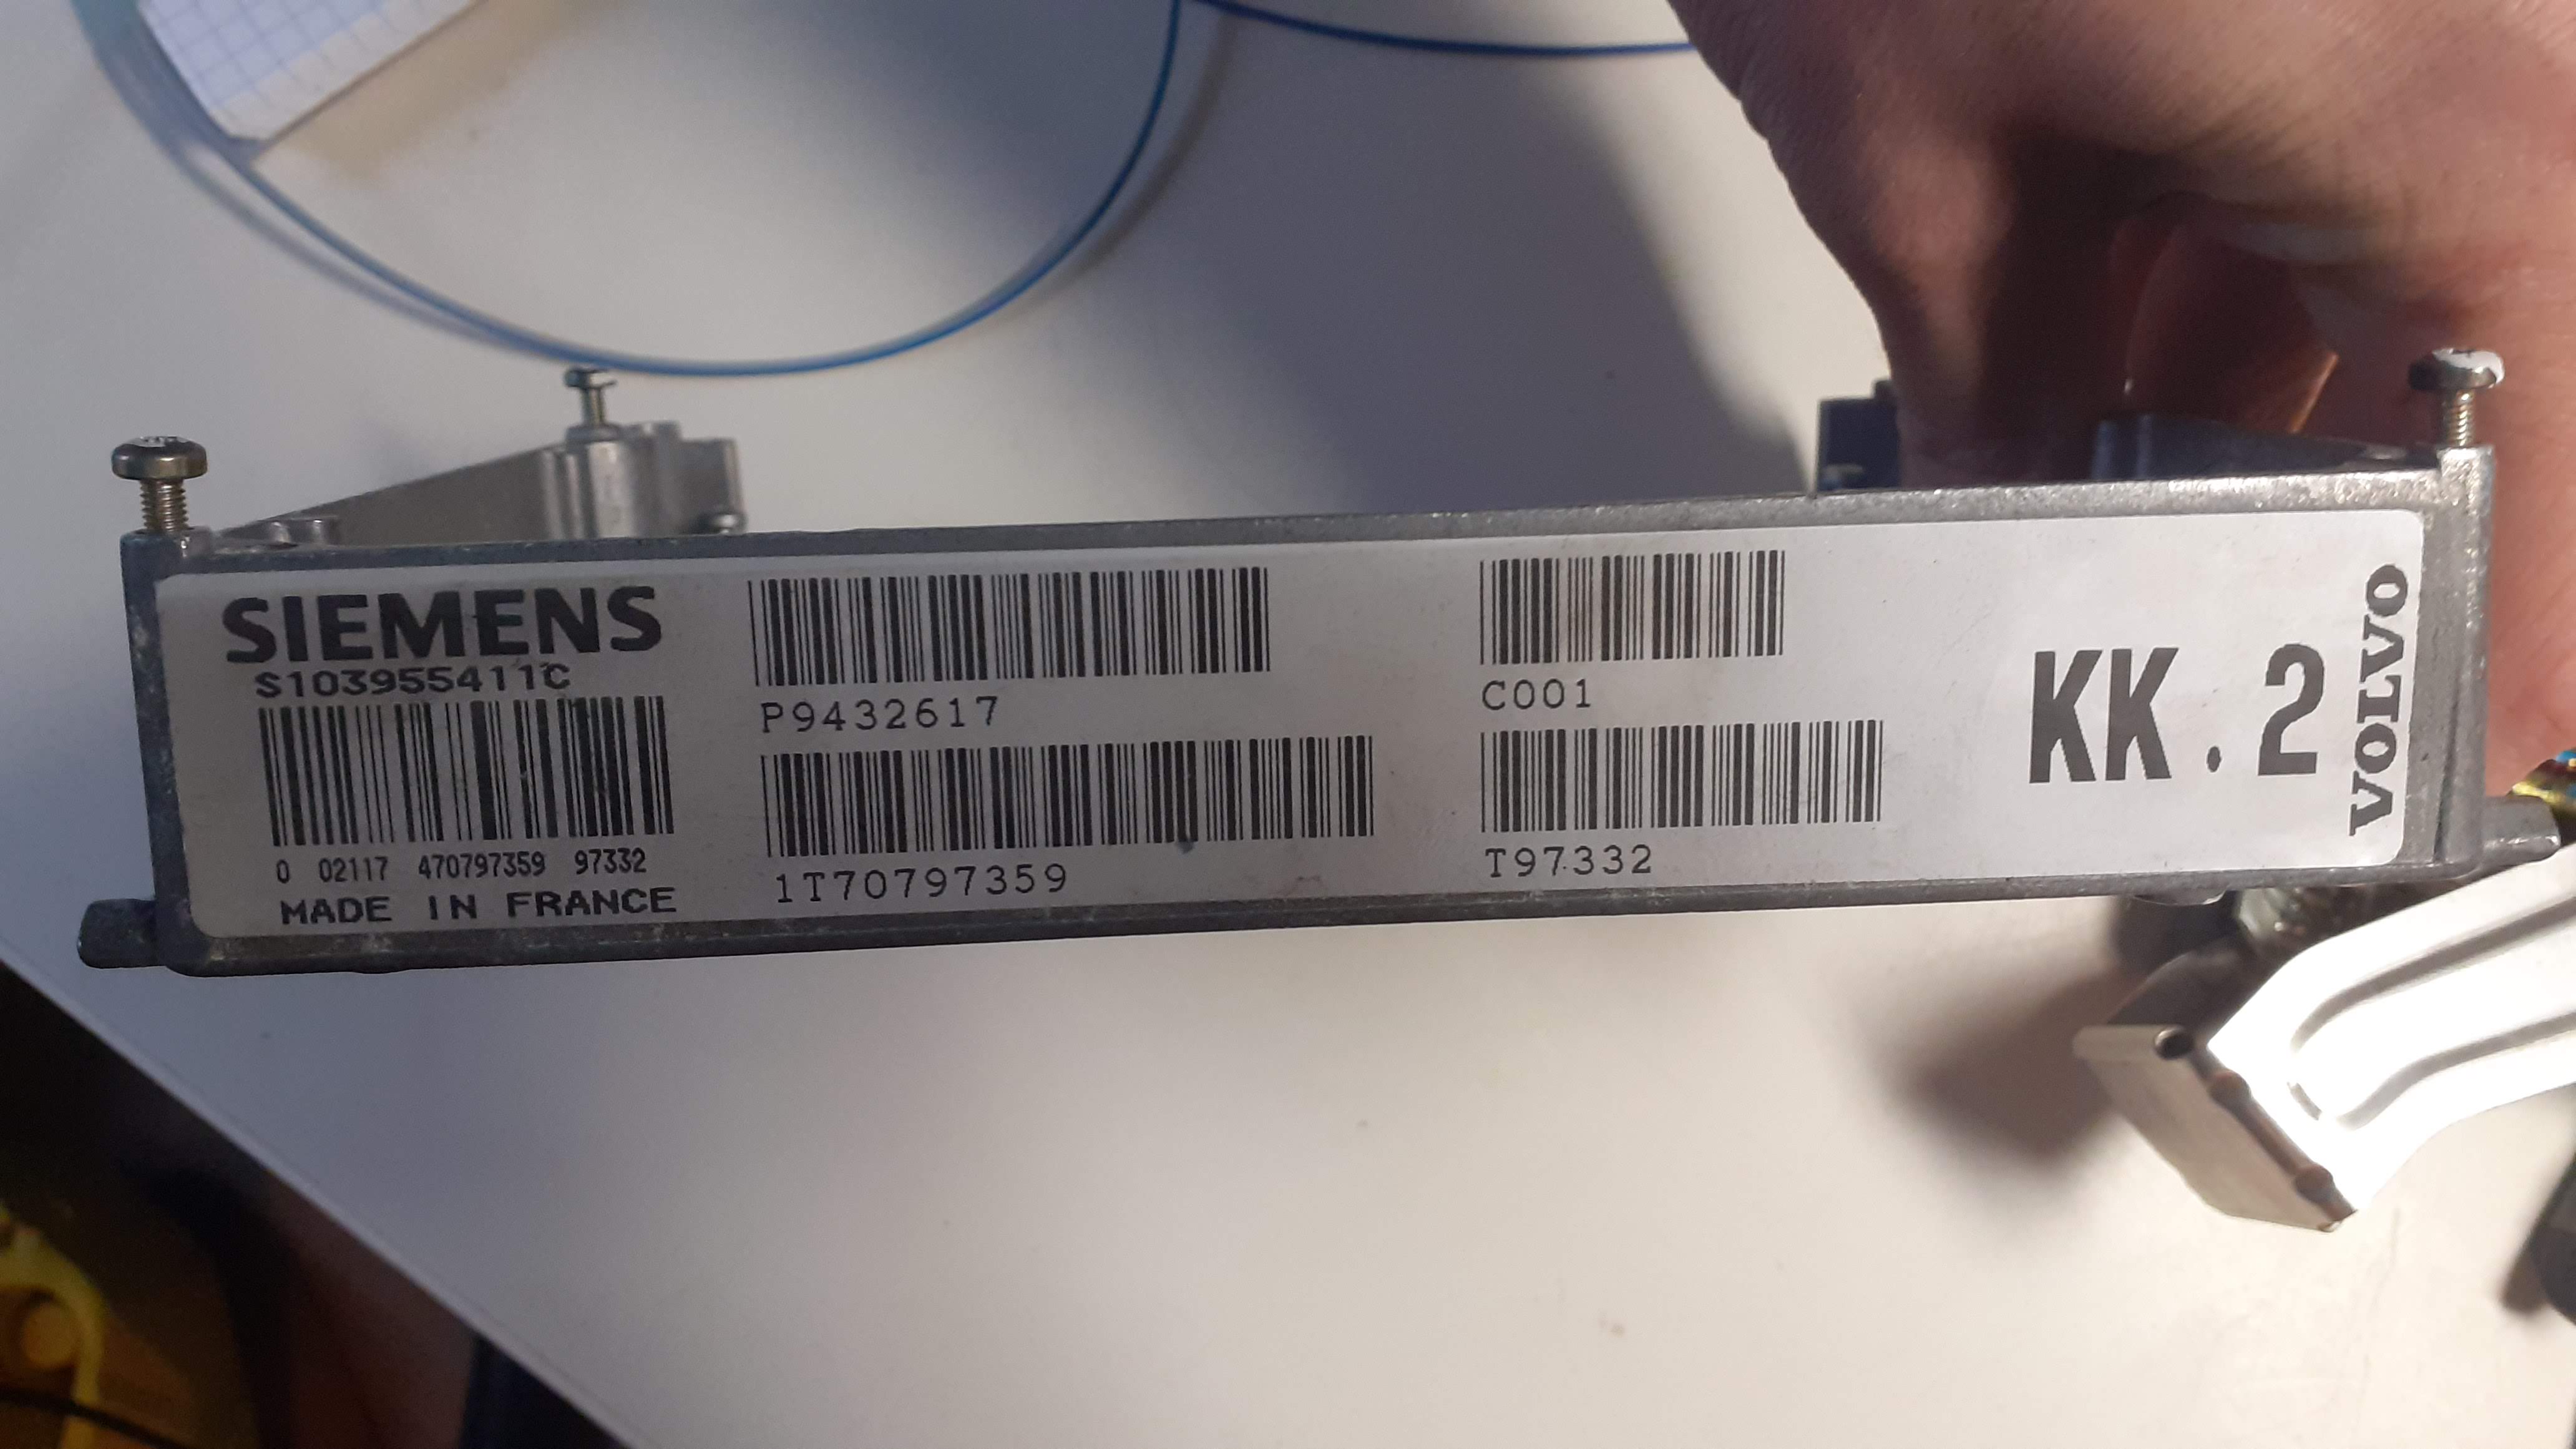 SIEMENS
S103955411C
0 02117 470797359 97332
MADE IN FRANCE
P9432617
1T70797359
C001
T97332
KK.2
VOLVO